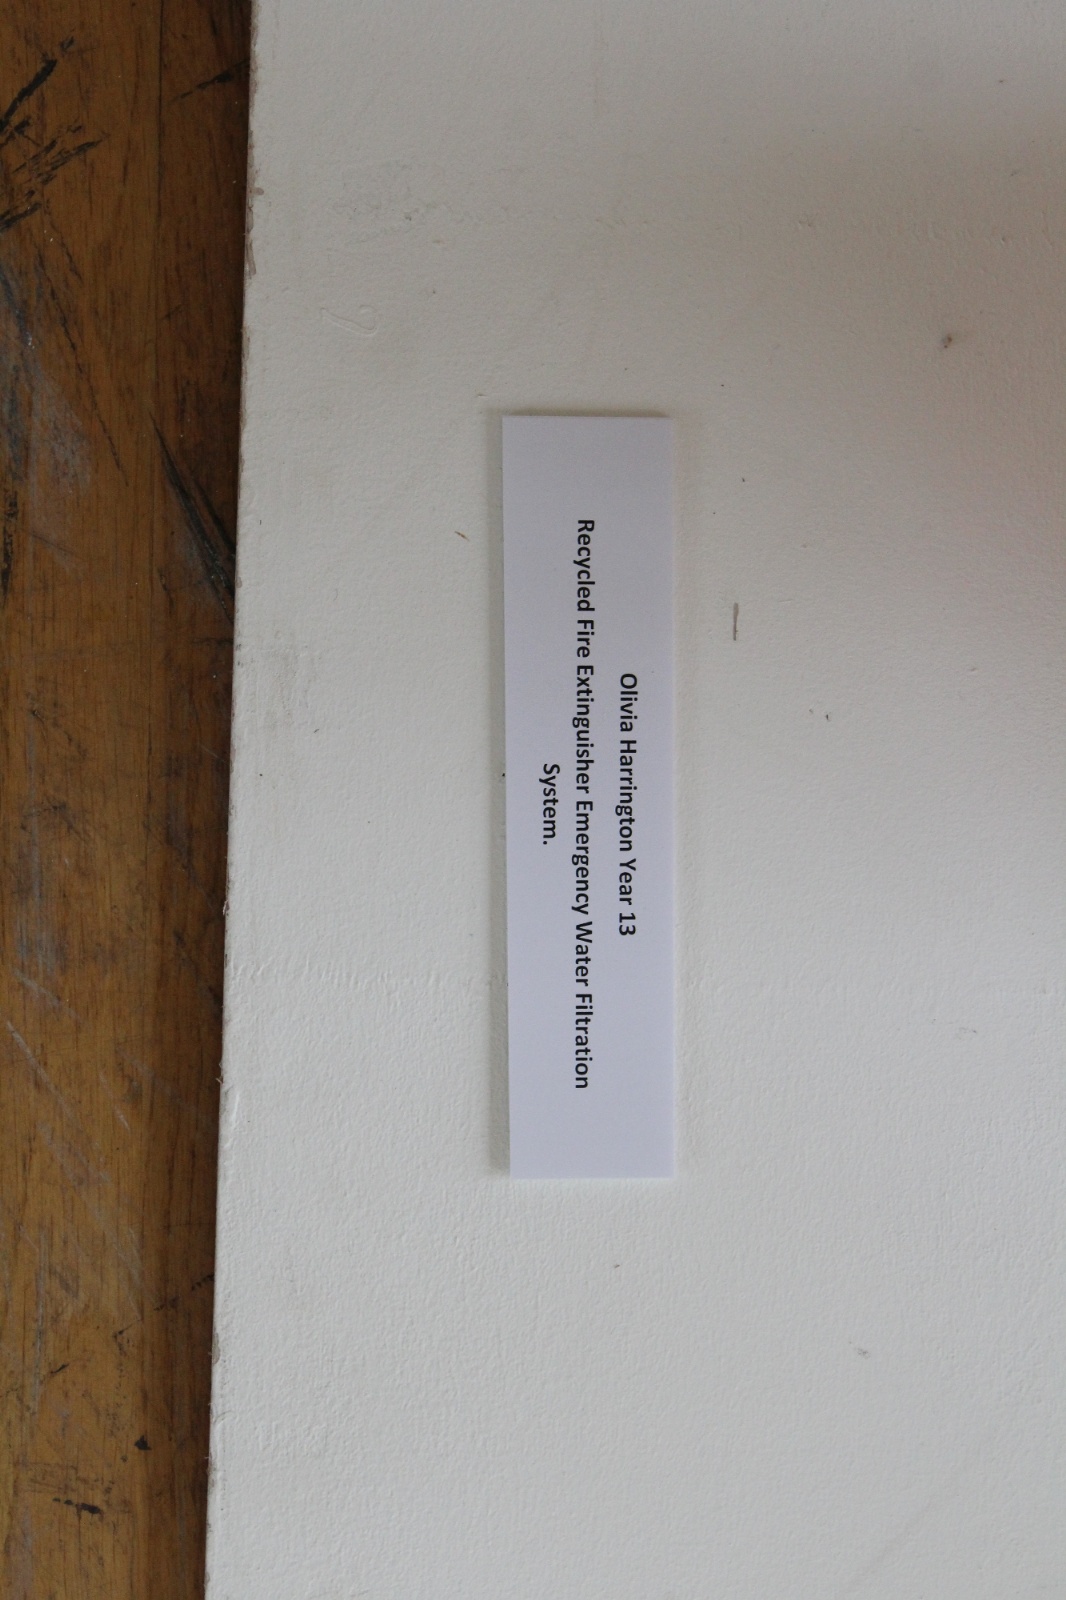 Olivia Harrington Year 13
Recycled Fire Extinguisher Emergency Water Filtration
System.